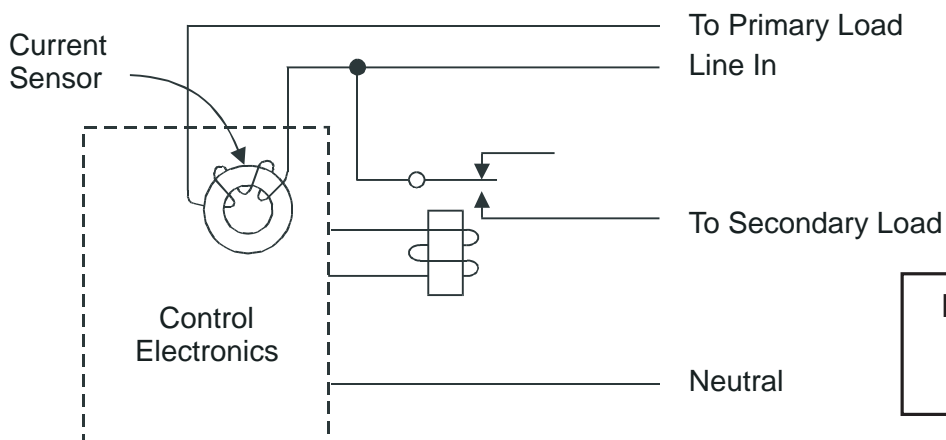 Current
Sensor
To Primary Load
Line In
To Secondary Load
Control
Electronics
Neutral